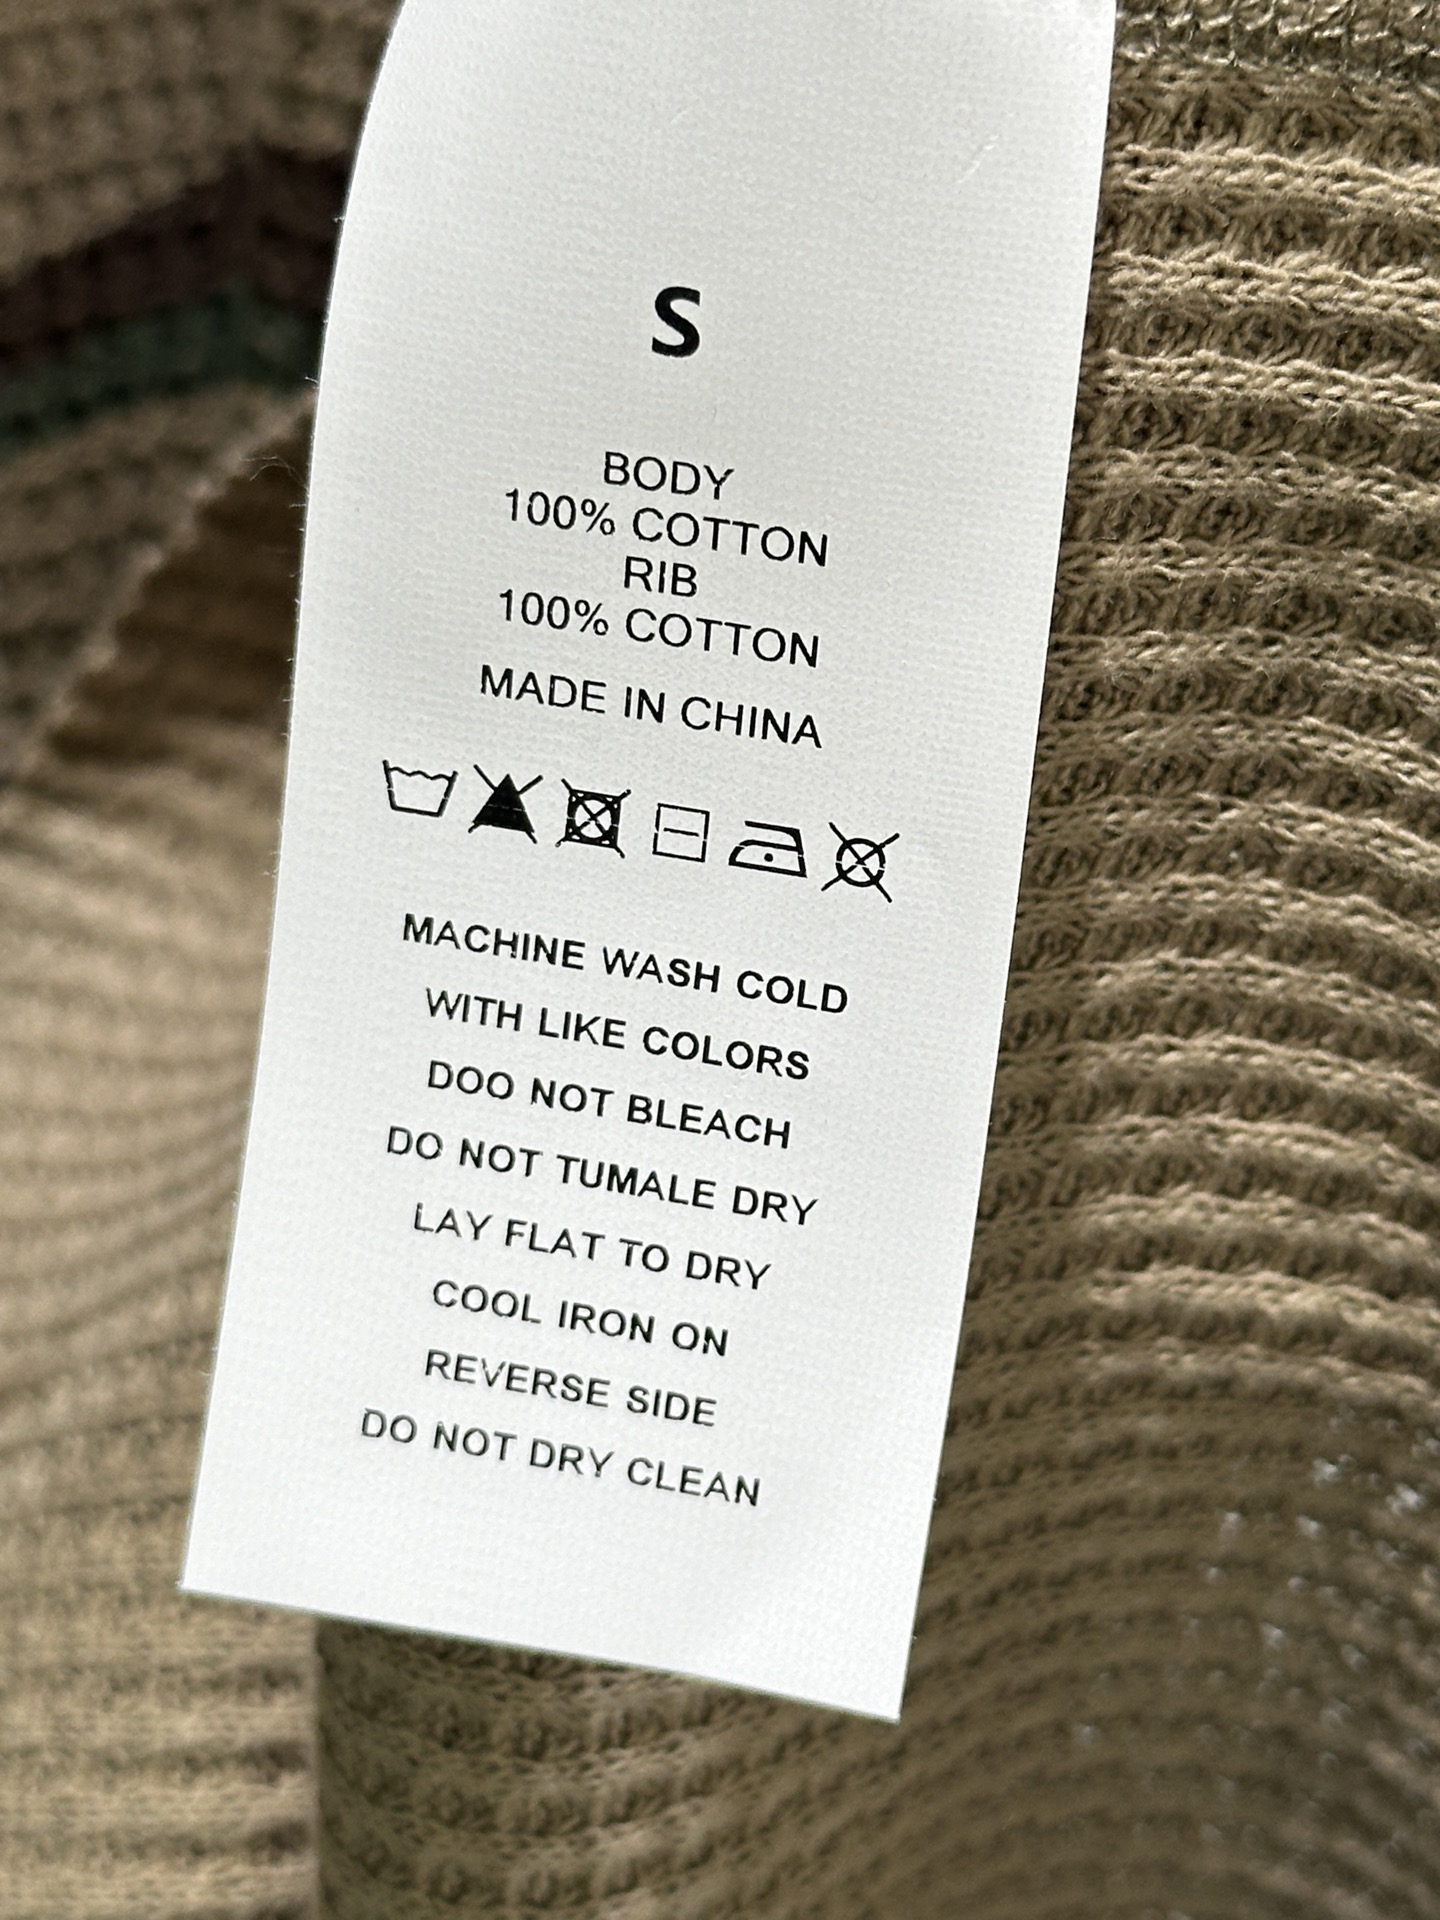 S
BODY
100% COTTON
RIB
100% COTTON
MADE IN CHINA
MACHINE WASH COLD
WITH LIKE COLORS
DOO NOT BLEACH
DO NOT TUMALE DRY
LAY FLAT TO DRY
COOL IRON ON
REVERSE SIDE
DO NOT DRY CLEAN